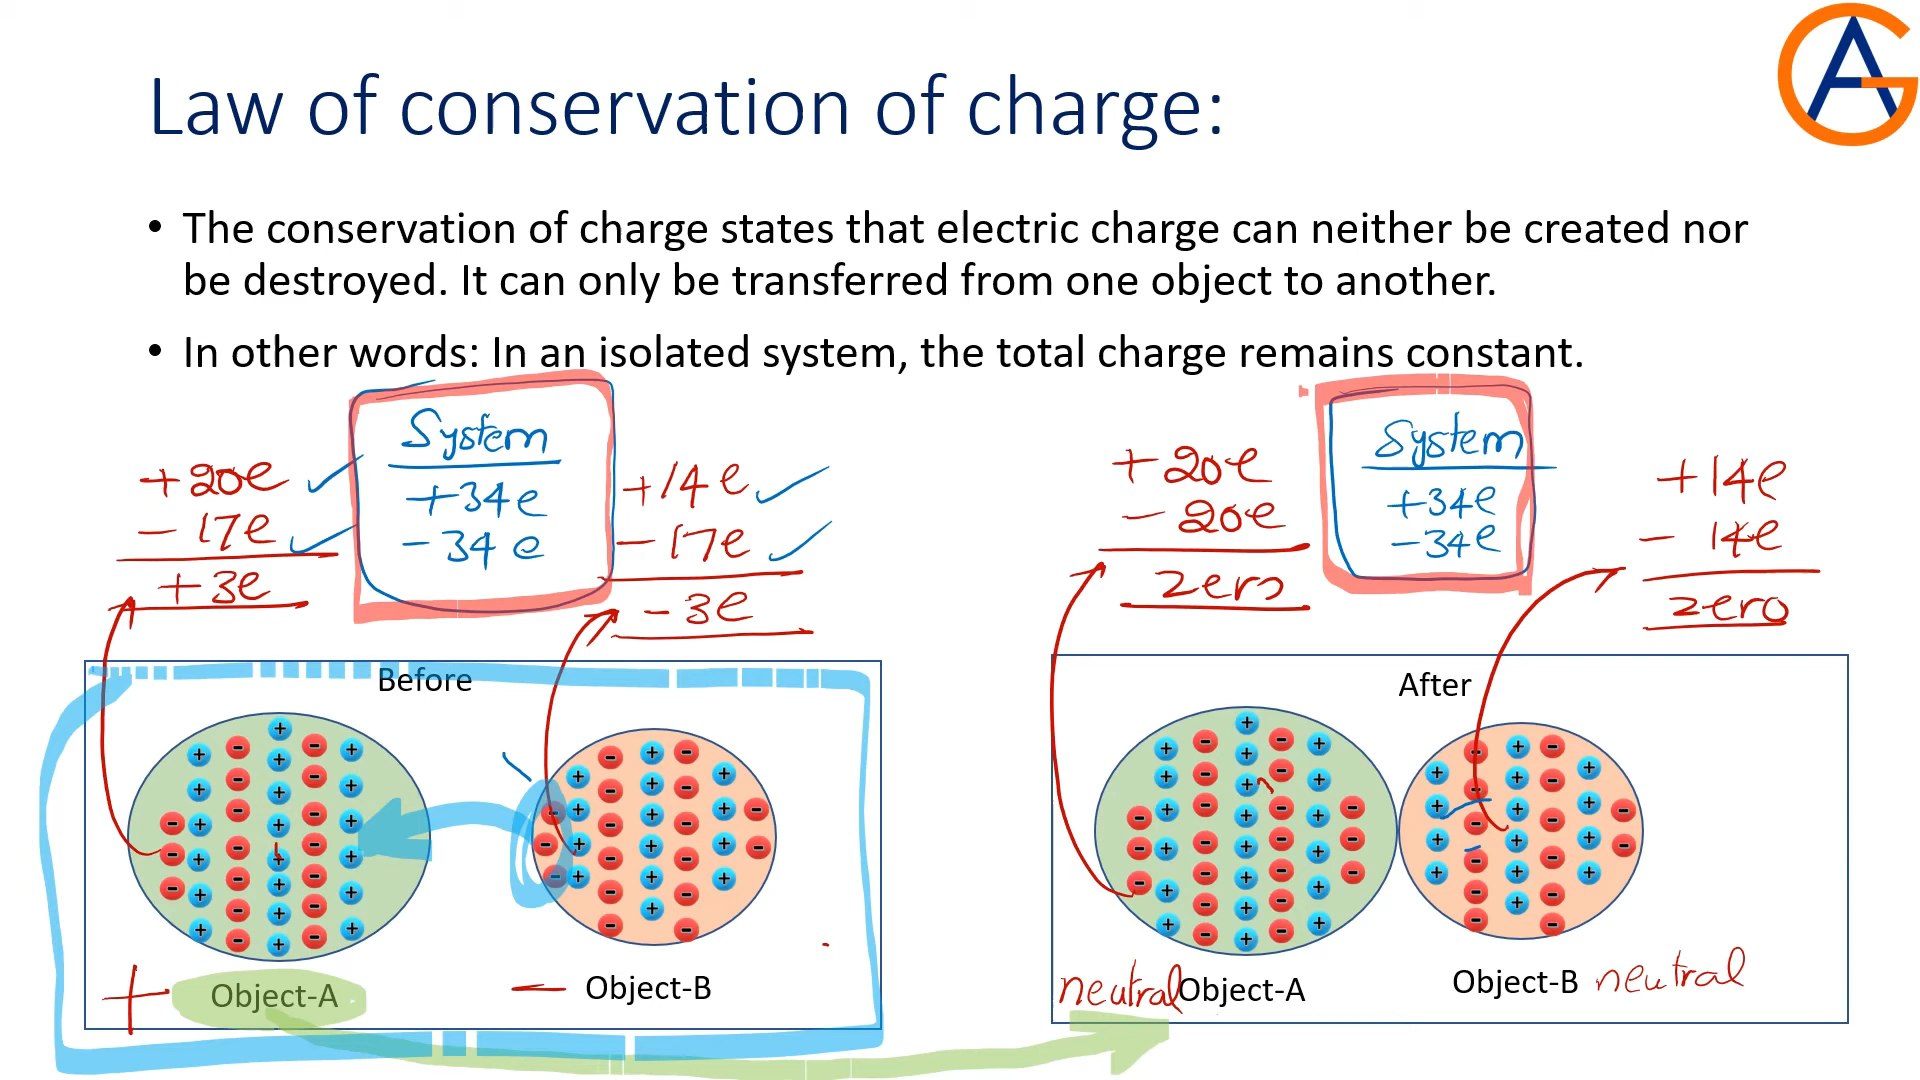 Law of conservation of charge:
• The conservation of charge states that electric charge can neither be created nor
be destroyed. It can only be transferred from one object to another.
• In other words: In an isolated system, the total charge remains constant.
+20e
- 17e
+3e
System
+34e
-34e
+14e
-17e
-3e
+20e
- 20e
zero
System
+34e
-34e
+14e
- 14e
zero
Before
+ Object-A
- Object-B
After
neutral Object-A
Object-B neutral
AG